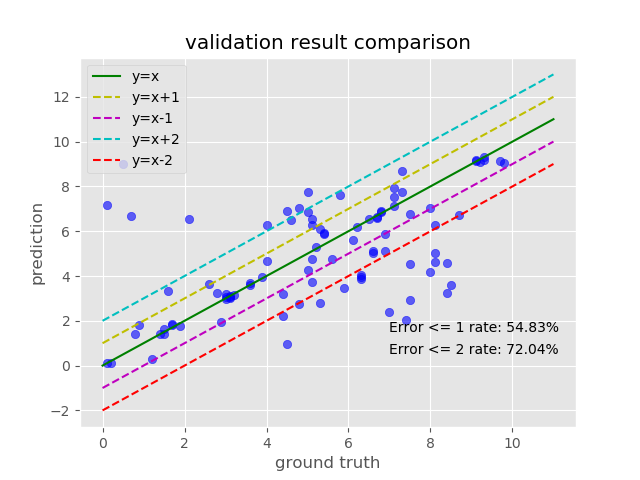 validation result comparison
y=x
y=x+1
y=x-1
y=x+2
y=x-2
12
10
8
6
4
2
0
−2
prediction
Error <= 1 rate: 54.83%
Error <= 2 rate: 72.04%
0 2 4 6 8 10
ground truth